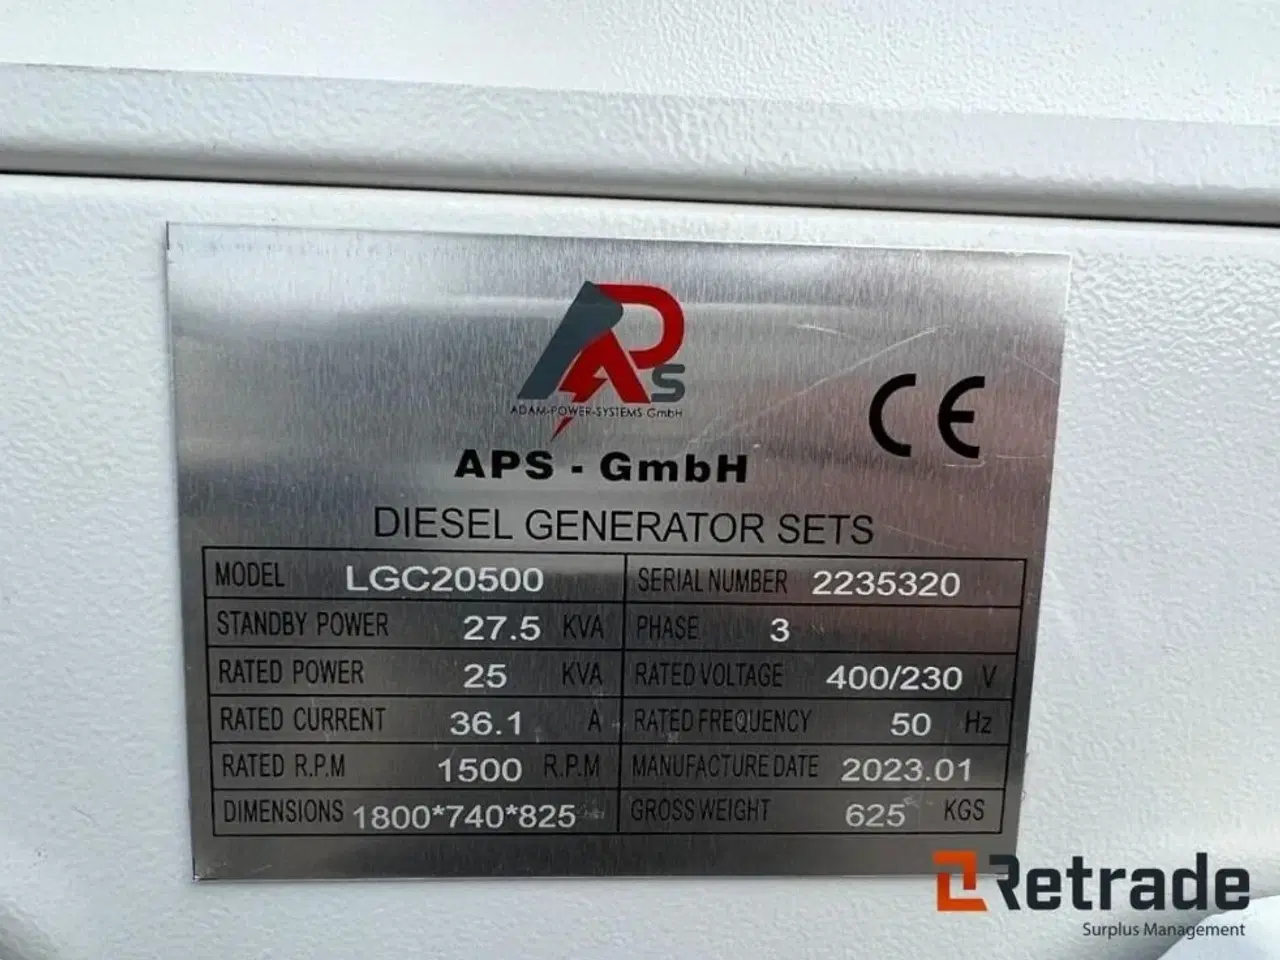 APS
ADAM-POWER-SYSTEMS GmbH
CE
APS - GmbH
DIESEL GENERATOR SETS
MODEL LGC20500 SERIAL NUMBER 2235320
STANDBY POWER 27.5 KVA PHASE 3
RATED POWER 25 KVA RATED VOLTAGE 400/230 V
RATED CURRENT 36.1 A RATED FREQUENCY 50 Hz
RATED R.P.M 1500 R.P.M MANUFACTURE DATE 2023.01
DIMENSIONS 1800*740*825 GROSS WEIGHT 625 KGS
Retrade
Surplus Management